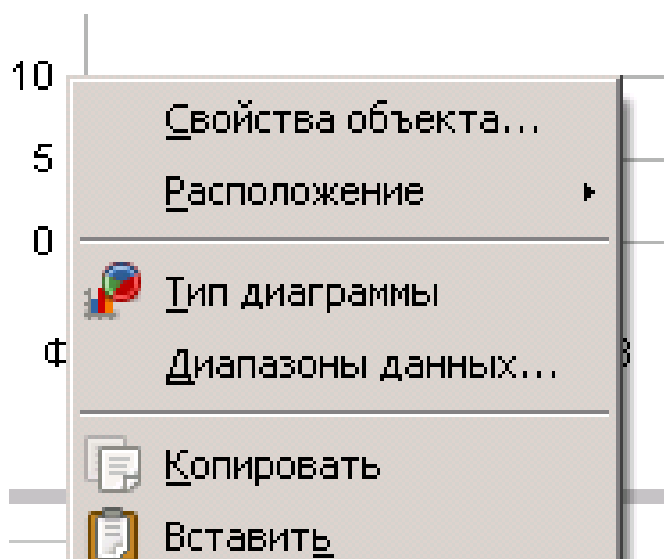 10
Свойства объекта...
5
Расположение
0
Тип диаграммы
Диапазоны данных...
Копировать
Вставить